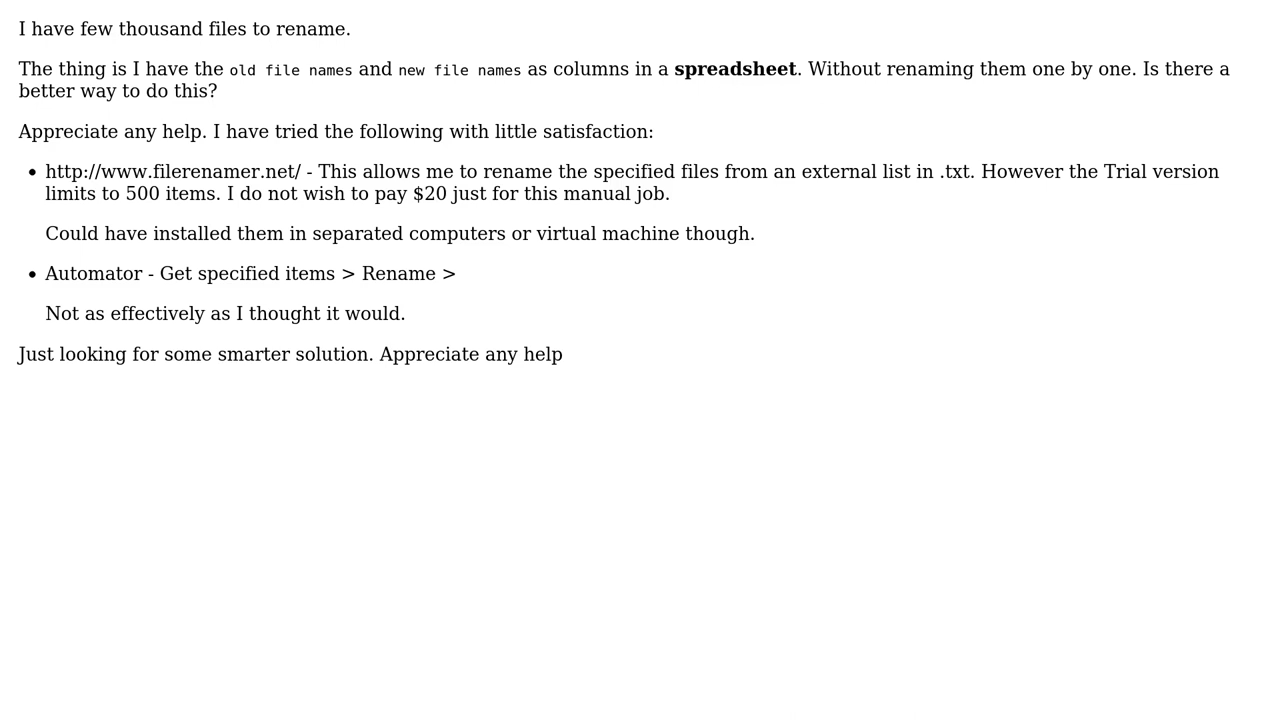 I have few thousand files to rename.
The thing is I have the old file names and new file names as columns in a spreadsheet. Without renaming them one by one. Is there a
better way to do this?
Appreciate any help. I have tried the following with little satisfaction:
• http://www.filerenamer.net/ - This allows me to rename the specified files from an external list in .txt. However the Trial version
limits to 500 items. I do not wish to pay $20 just for this manual job.
Could have installed them in separated computers or virtual machine though.
• Automator - Get specified items > Rename >
Not as effectively as I thought it would.
Just looking for some smarter solution. Appreciate any help